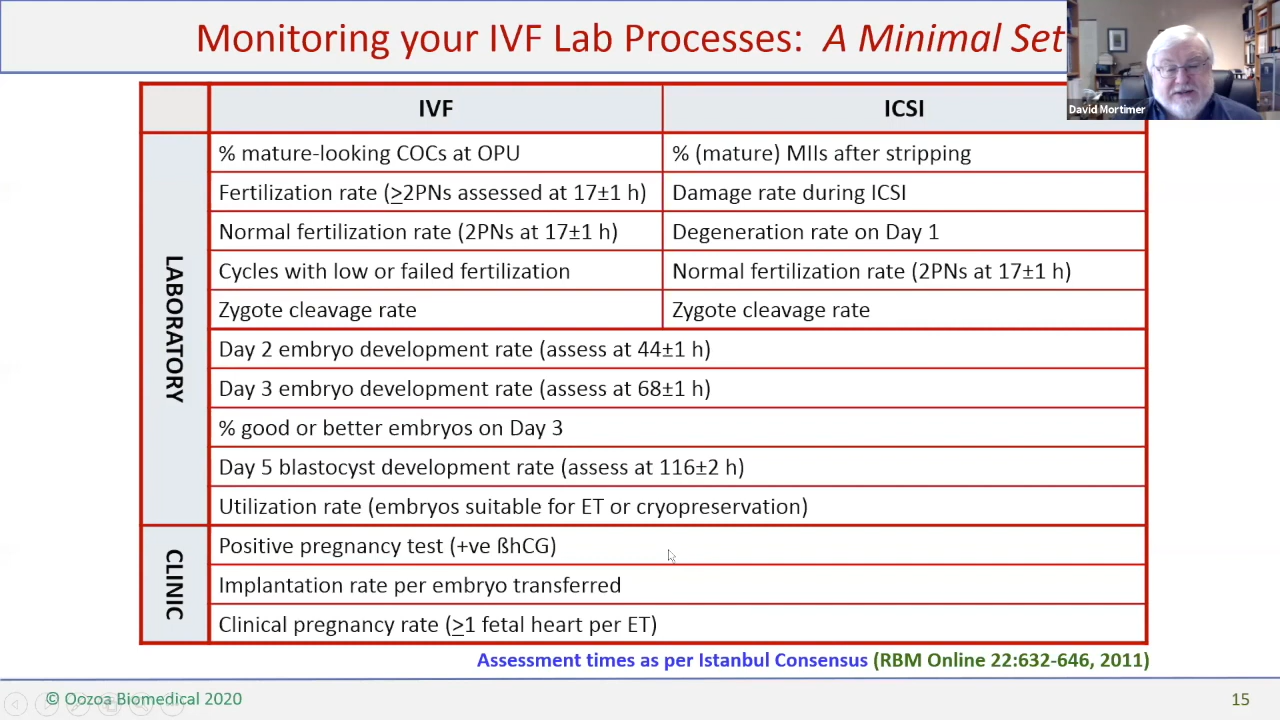 Monitoring your IVF Lab Processes: A Minimal Set
David Mortimer
IVF
ICSI
LABORATORY
% mature-looking COCs at OPU
% (mature) MIIs after stripping
Fertilization rate (≥2PNs assessed at 17±1 h)
Damage rate during ICSI
Normal fertilization rate (2PNs at 17±1 h)
Degeneration rate on Day 1
Cycles with low or failed fertilization
Normal fertilization rate (2PNs at 17±1 h)
Zygote cleavage rate
Zygote cleavage rate
Day 2 embryo development rate (assess at 44±1 h)
Day 3 embryo development rate (assess at 68±1 h)
% good or better embryos on Day 3
Day 5 blastocyst development rate (assess at 116±2 h)
Utilization rate (embryos suitable for ET or cryopreservation)
CLINIC
Positive pregnancy test (+ve ßhCG)
Implantation rate per embryo transferred
Clinical pregnancy rate (≥1 fetal heart per ET)
Assessment times as per Istanbul Consensus (RBM Online 22:632-646, 2011)
© Oozoa Biomedical 2020
15